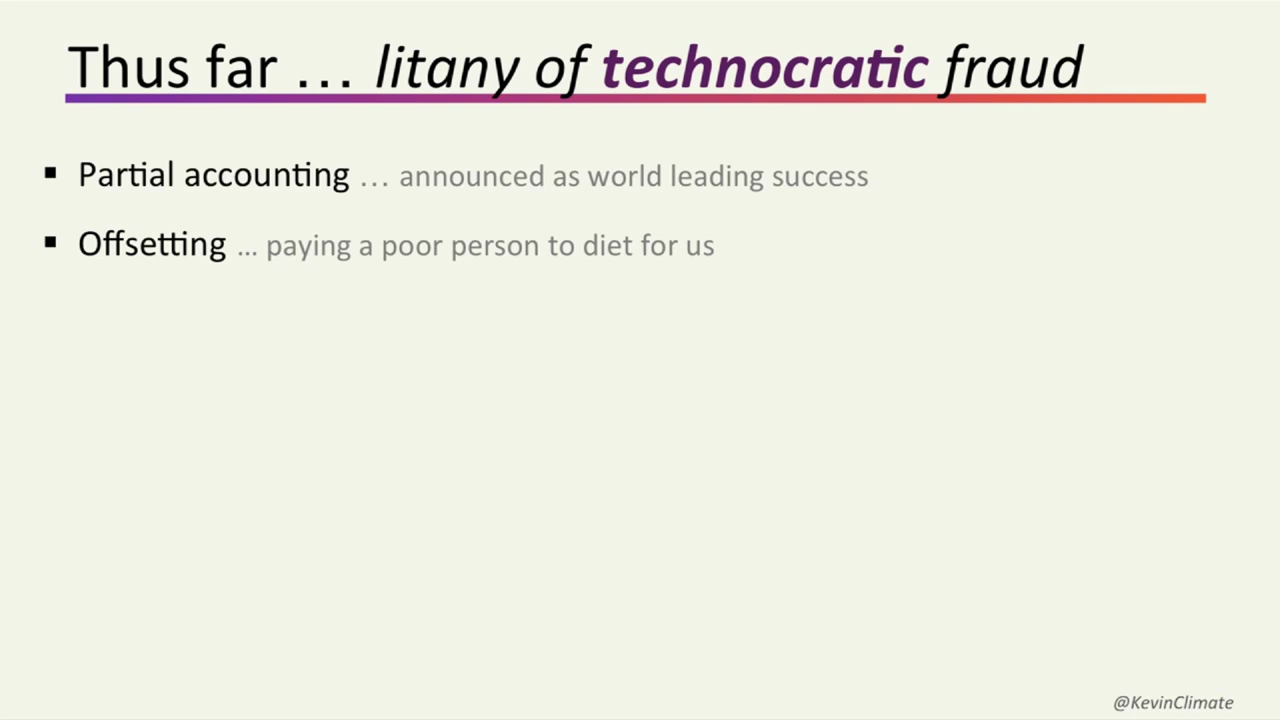 Thus far … litany of technocratic fraud
▪ Partial accounting … announced as world leading success
▪ Offsetting ... paying a poor person to diet for us
@KevinClimate